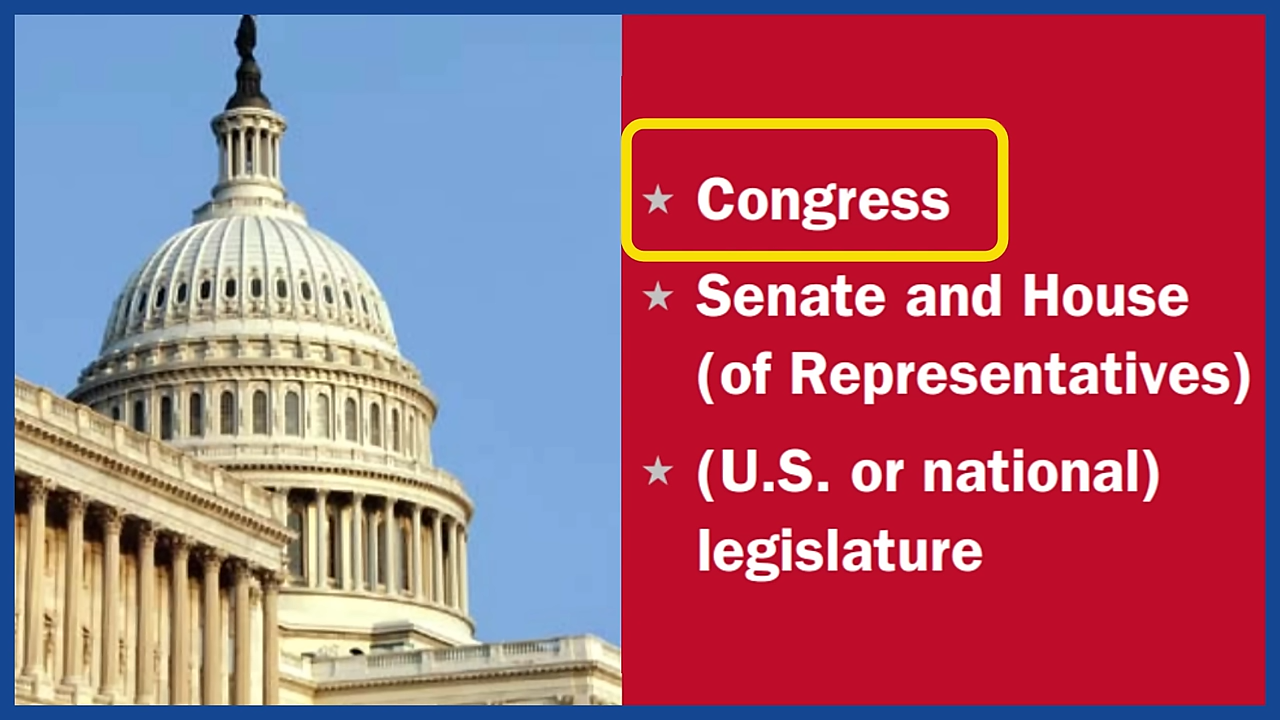 Congress
Senate and House
(of Representatives)
(U.S. or national)
legislature